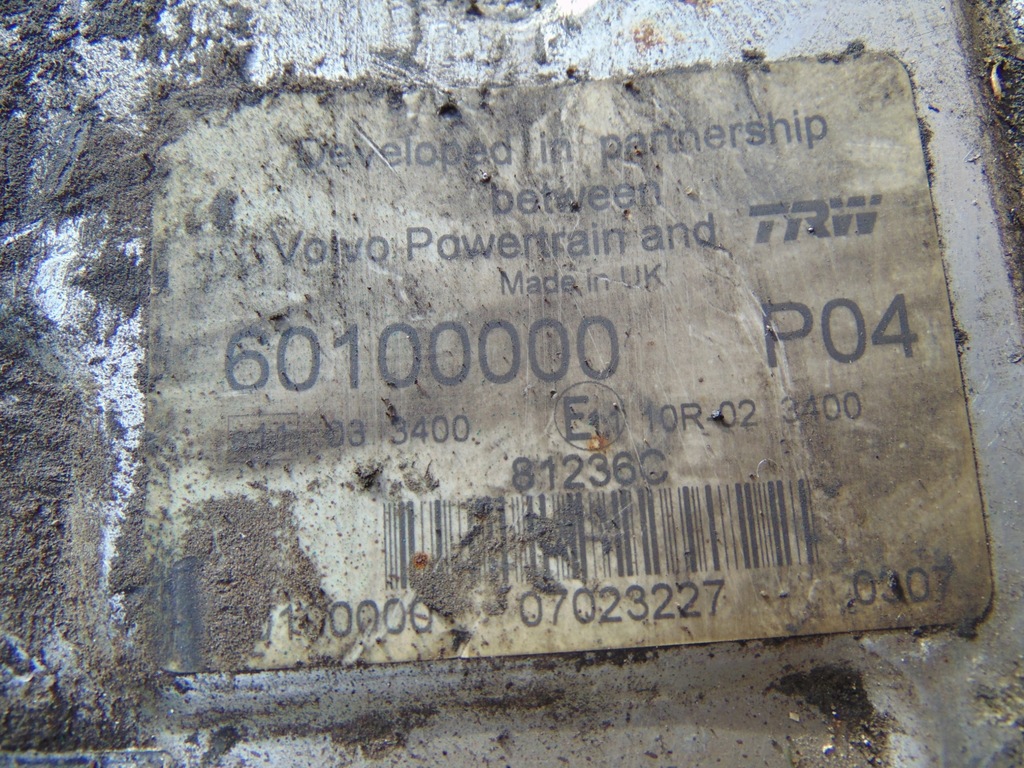 Developed in partnership
between
Volvo Powertrain and TRW
Made in UK
60100000 P04
03 3400 E11 10R-02 3400
81236C
07023227 0307